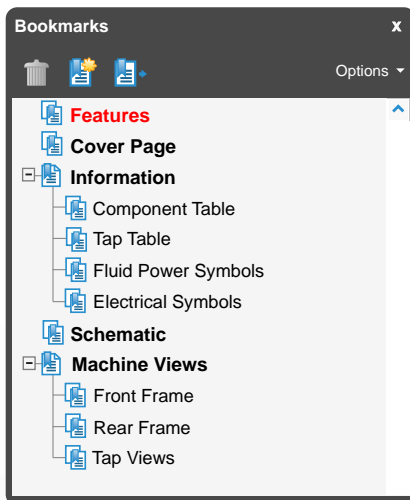 Bookmarks x
Options
Features
Cover Page
Information
Component Table
Tap Table
Fluid Power Symbols
Electrical Symbols
Schematic
Machine Views
Front Frame
Rear Frame
Tap Views